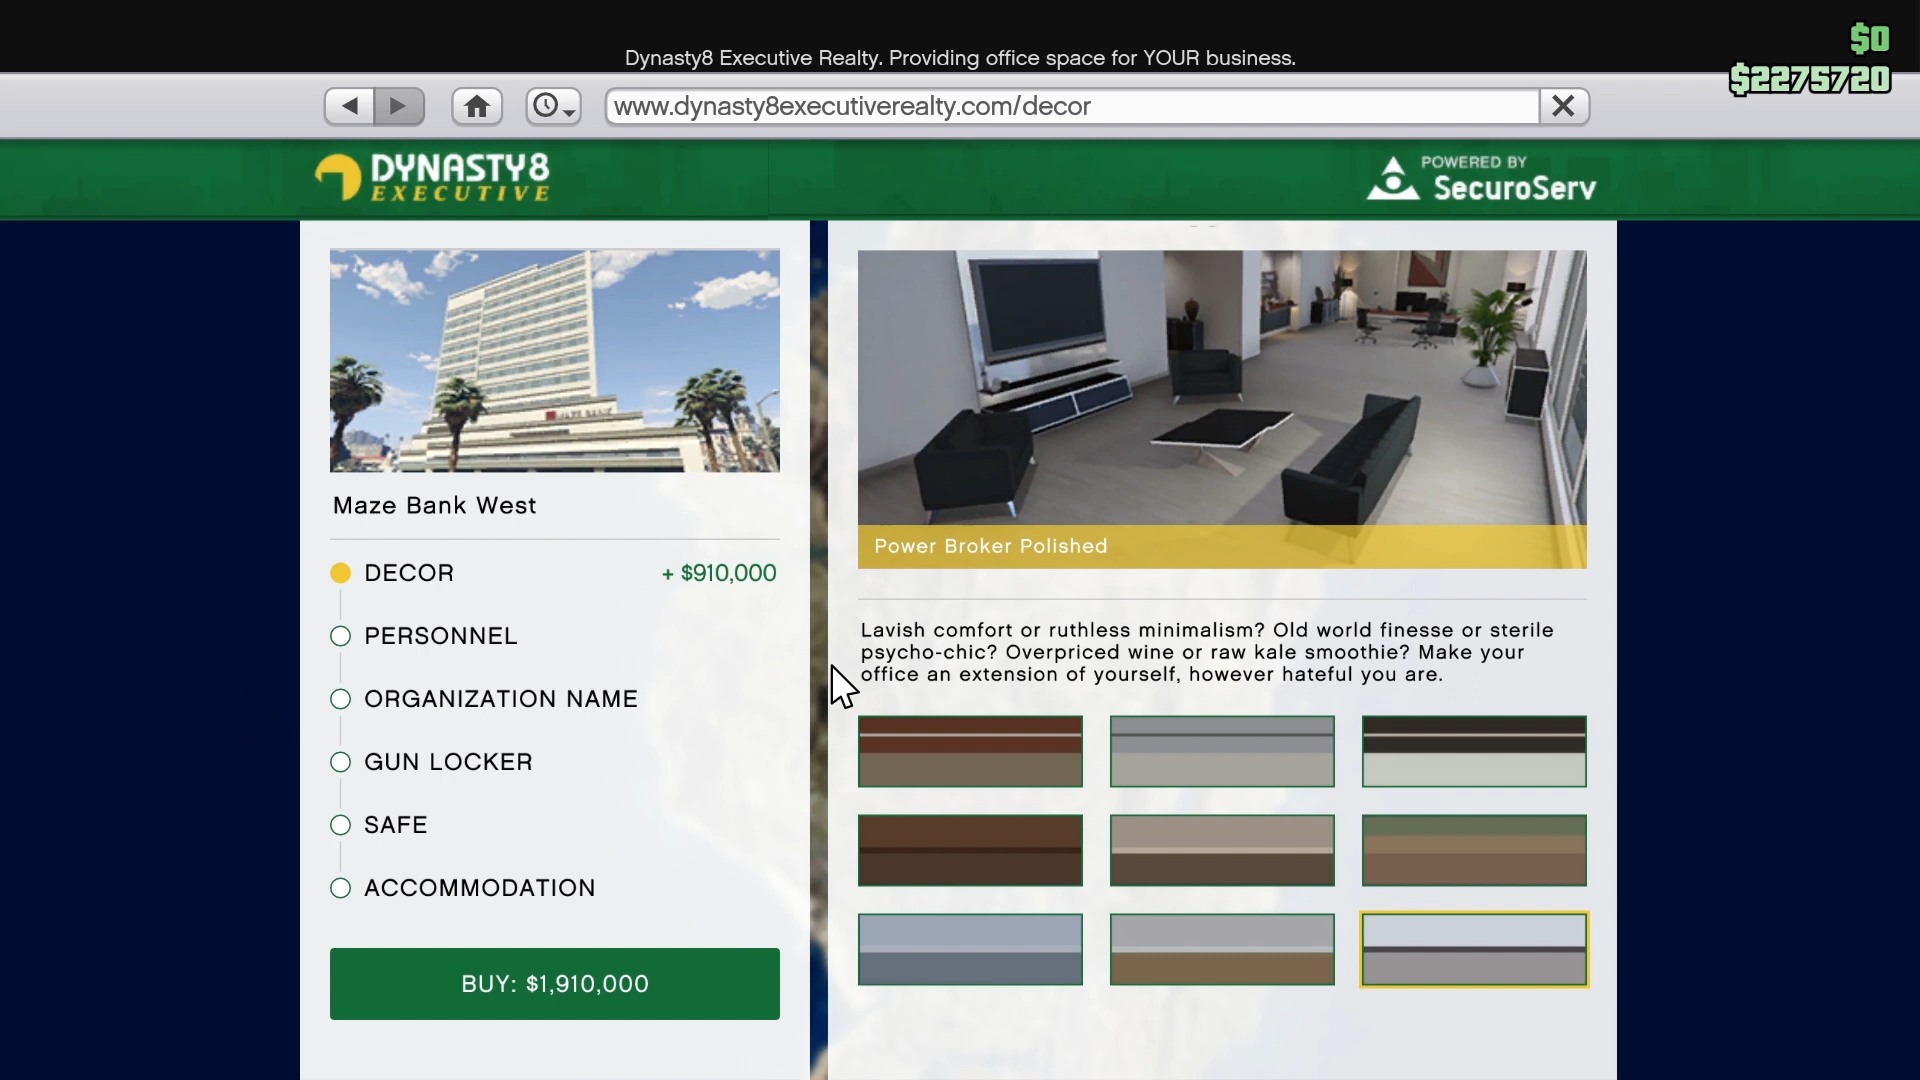 $0
Dynasty8 Executive Realty. Providing office space for YOUR business.
$2275720
www.dynasty8executiverealty.com/decor
DYNASTY8
EXECUTIVE
POWERED BY
SecuroServ
MAZE BANK
Maze Bank West
DECOR + $910,000
PERSONNEL
ORGANIZATION NAME
GUN LOCKER
SAFE
ACCOMMODATION
BUY: $1,910,000
Power Broker Polished
Lavish comfort or ruthless minimalism? Old world finesse or sterile
psycho-chic? Overpriced wine or raw kale smoothie? Make your
office an extension of yourself, however hateful you are.